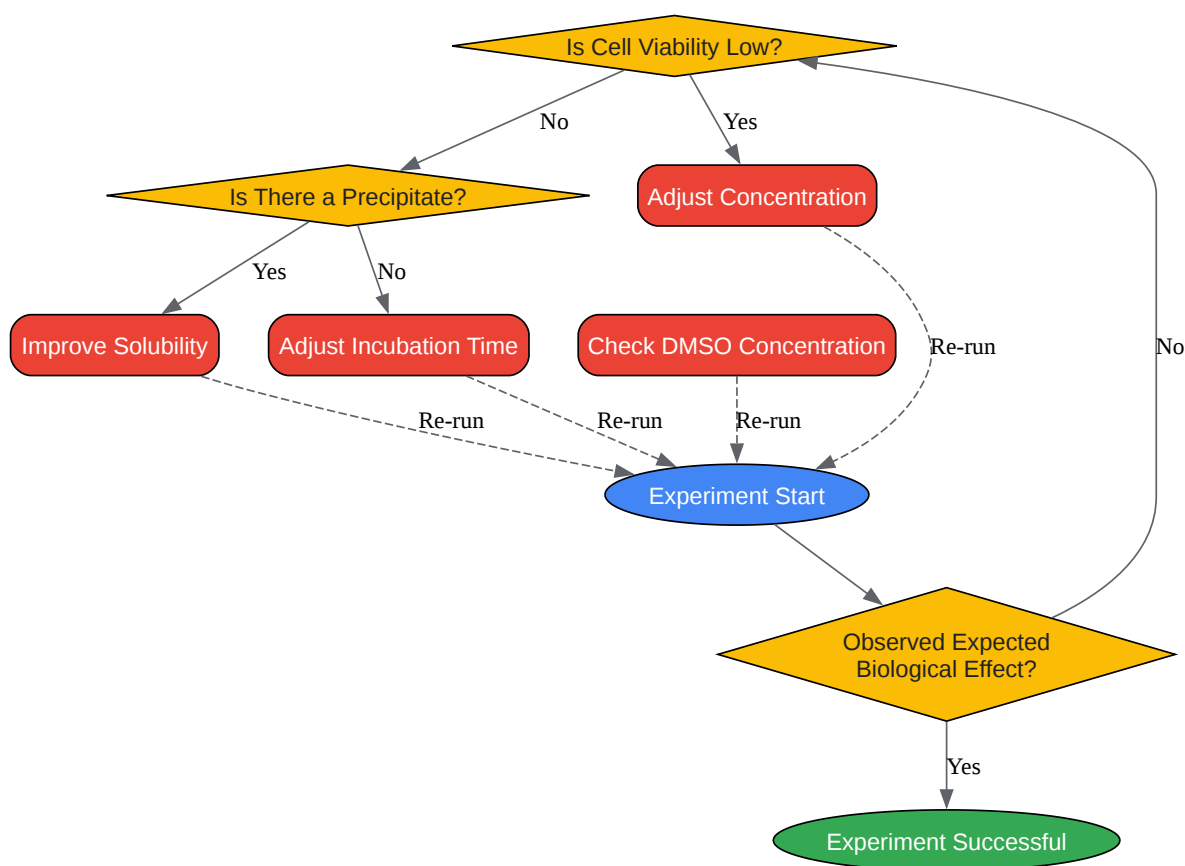 Is Cell Viability Low?
No
Yes
Is There a Precipitate?
Adjust Concentration
Yes
No
Improve Solubility
Adjust Incubation Time
Check DMSO Concentration
Re-run
No
Re-run
Re-run
Re-run
Experiment Start
Observed Expected
Biological Effect?
Yes
Experiment Successful